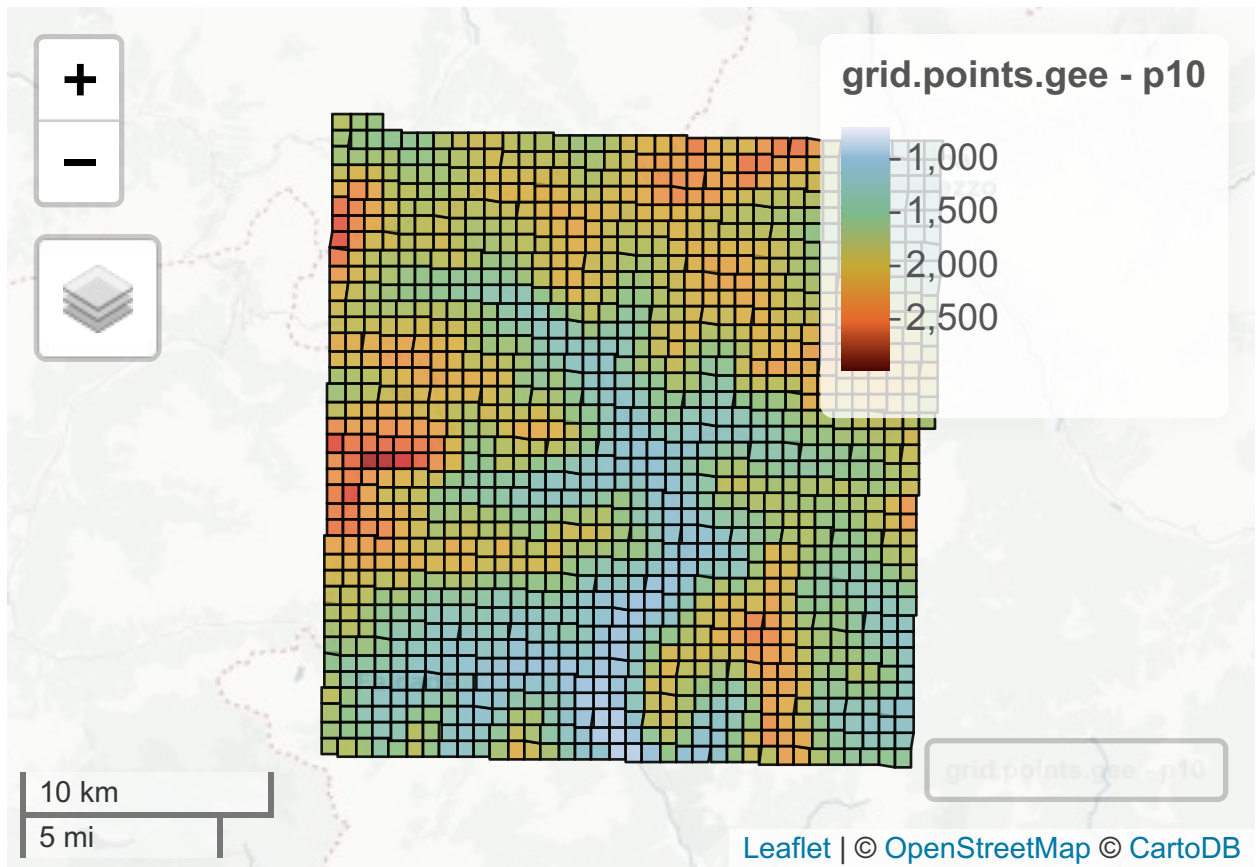 +
−
grid.points.gee - p10
1,000
1,500
2,000
2,500
grid.points.gee - p10
10 km
5 mi
Leaflet | © OpenStreetMap © CartoDB